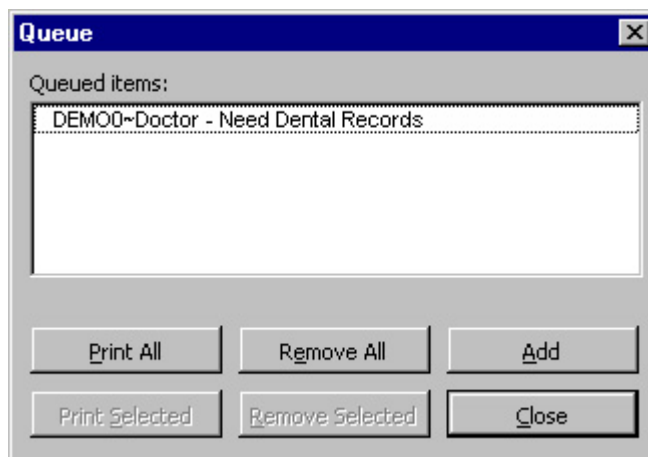 Queue
Queued items:
DEMO0~Doctor - Need Dental Records
Print All
Remove All
Add
Print Selected
Remove Selected
Close